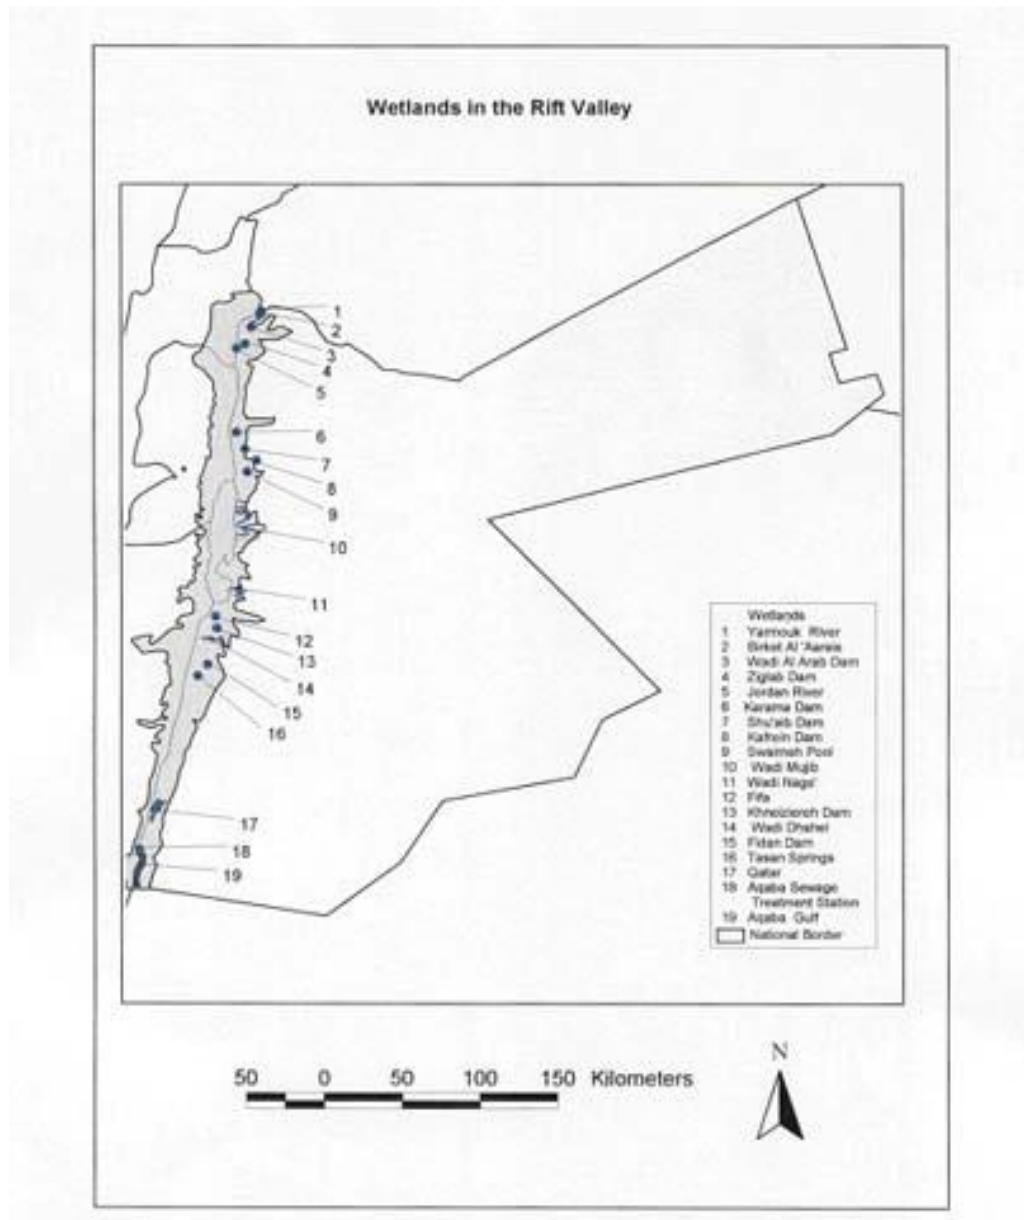 Wetlands in the Rift Valley
1
2
3
4
5
6
7
8
9
10
11
12
13
14
15
16
17
18
19
Wetlands
1 Yarmouk River
2 Birket Al 'Aarais
3 Wadi Al Arab Dam
4 Ziglab Dam
5 Jordan River
6 Karama Dam
7 Shu'aib Dam
8 Kafrein Dam
9 Swaimeh Pool
10 Wadi Mujib
11 Wadi
12 Fifa
13 Khneiziereh Dam
14 Wadi
15 Fidan Dam
16 Tasan Springs
17 Qatar
18 Aqaba Sewage
Treatment Station
19 Aqaba Gulf
National Border
50 0 50 100 150 Kilometers
N